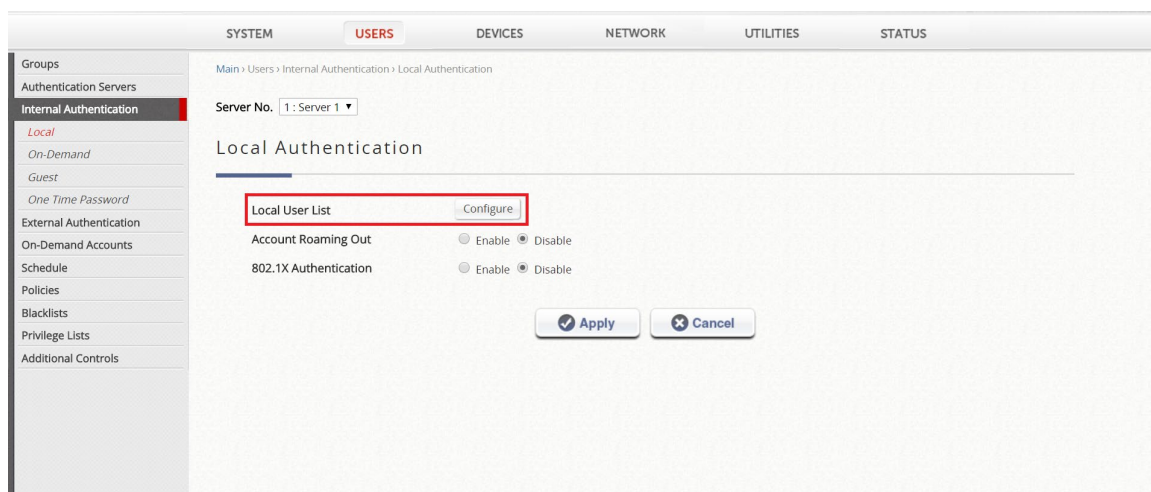 SYSTEM USERS DEVICES NETWORK UTILITIES STATUS
Groups
Authentication Servers
Internal Authentication
Local
On-Demand
Guest
One Time Password
External Authentication
On-Demand Accounts
Schedule
Policies
Blacklists
Privilege Lists
Additional Controls
Main › Users › Internal Authentication › Local Authentication
Server No. 1 : Server 1
Local Authentication
Local User List Configure
Account Roaming Out Enable Disable
802.1X Authentication Enable Disable
Apply Cancel